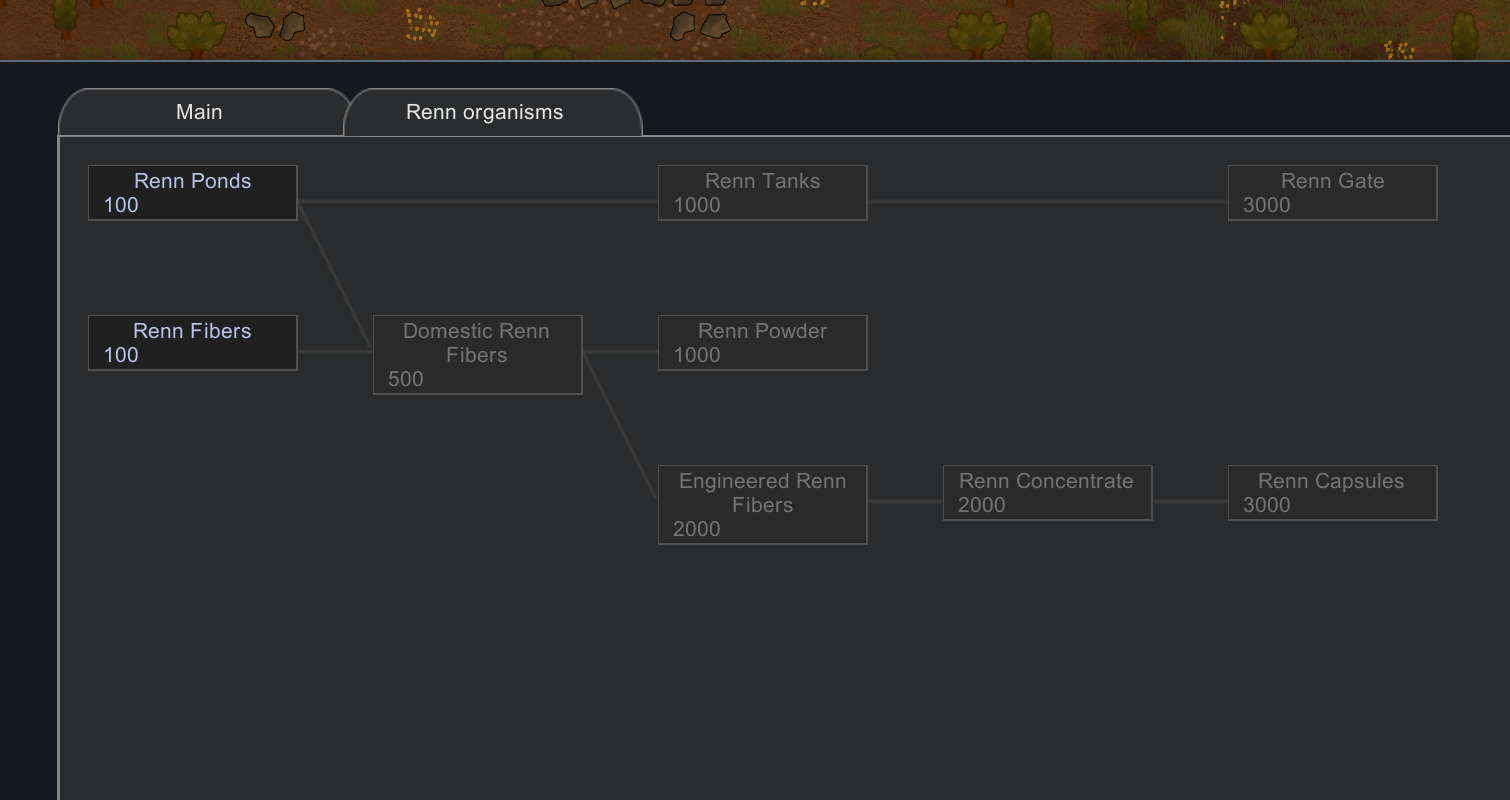 Main
Renn organisms
Renn Ponds
100
Renn Tanks
1000
Renn Gate
3000
Renn Fibers
100
Domestic Renn
Fibers
500
Renn Powder
1000
Engineered Renn
Fibers
2000
Renn Concentrate
2000
Renn Capsules
3000